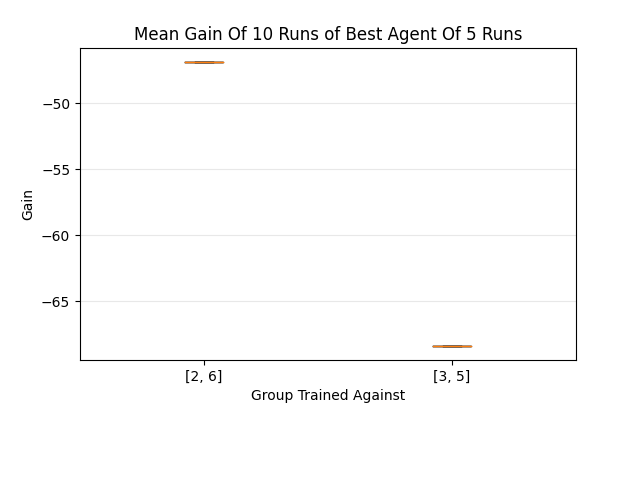 Mean Gain Of 10 Runs of Best Agent Of 5 Runs
−50
−55
−60
−65
Gain
[2, 6]
[3, 5]
Group Trained Against